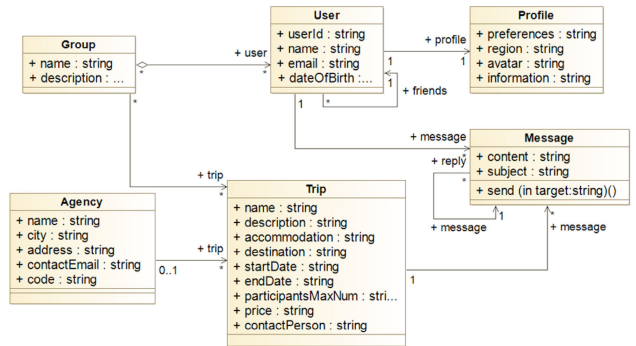 Group
+ name : string
+ description : ...
User
+ userId : string
+ name : string
+ email : string
+ dateOfBirth :...
Profile
+ preferences : string
+ region : string
+ avatar : string
+ information : string
+ user
*
*
+ profile
1
1
1
*
+ friends
1
+ message
*
*
+ trip
*
Message
+ content : string
+ subject : string
+ send (in target:string)()
+ reply
*
1
+ message
*
+ message
Agency
+ name : string
+ city : string
+ address : string
+ contactEmail : string
+ code : string
+ trip
0..1
*
Trip
+ name : string
+ description : string
+ accommodation : string
+ destination : string
+ startDate : string
+ endDate : string
+ participantsMaxNum : stri...
+ price : string
+ contactPerson : string
1